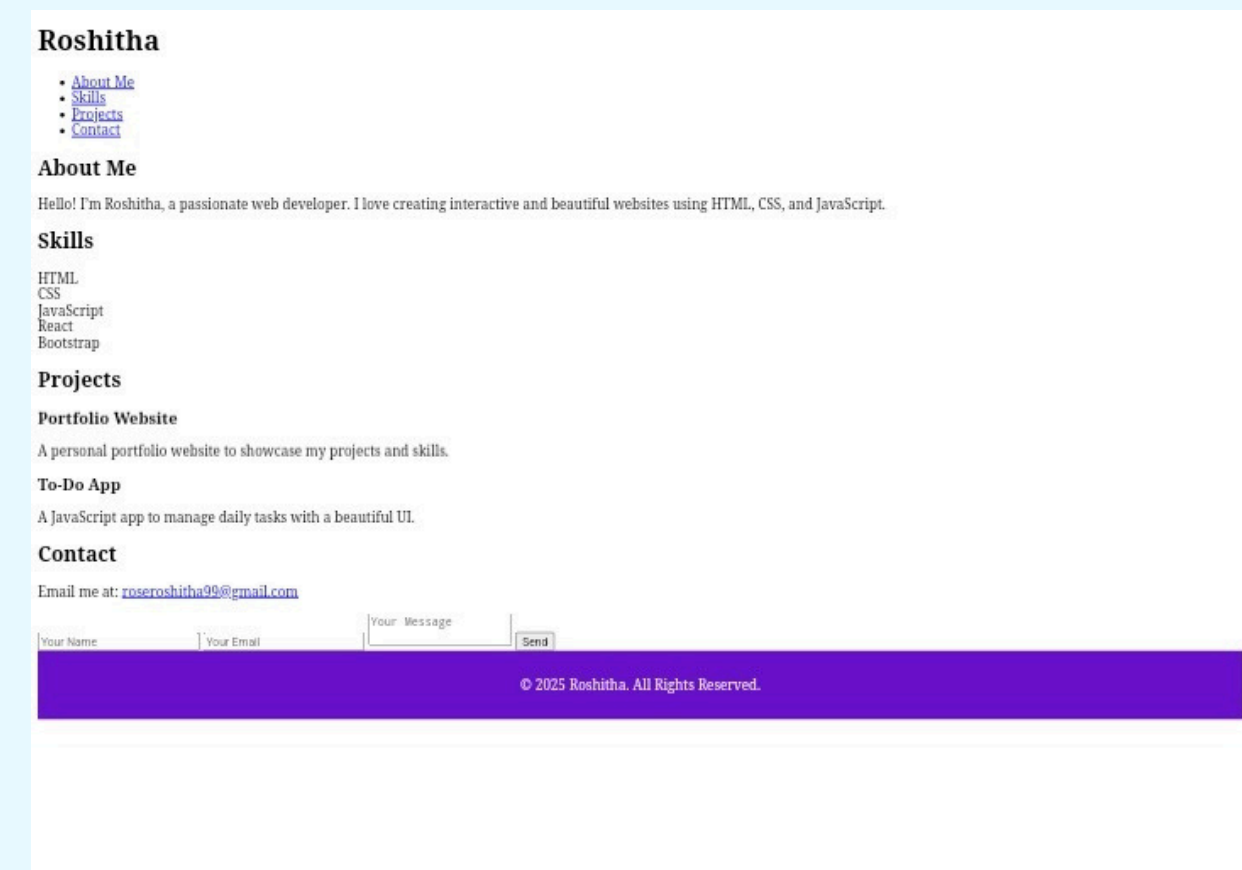 Roshitha
• About Me
• Skills
• Projects
• Contact
About Me
Hello! I'm Roshitha, a passionate web developer. I love creating interactive and beautiful websites using HTML, CSS, and JavaScript.
Skills
HTML
CSS
JavaScript
React
Bootstrap
Projects
Portfolio Website
A personal portfolio website to showcase my projects and skills.
To-Do App
A JavaScript app to manage daily tasks with a beautiful UI.
Contact
Email me at: roseroshitha99@gmail.com
Your Name Your Email Your Message Send
© 2025 Roshitha. All Rights Reserved.